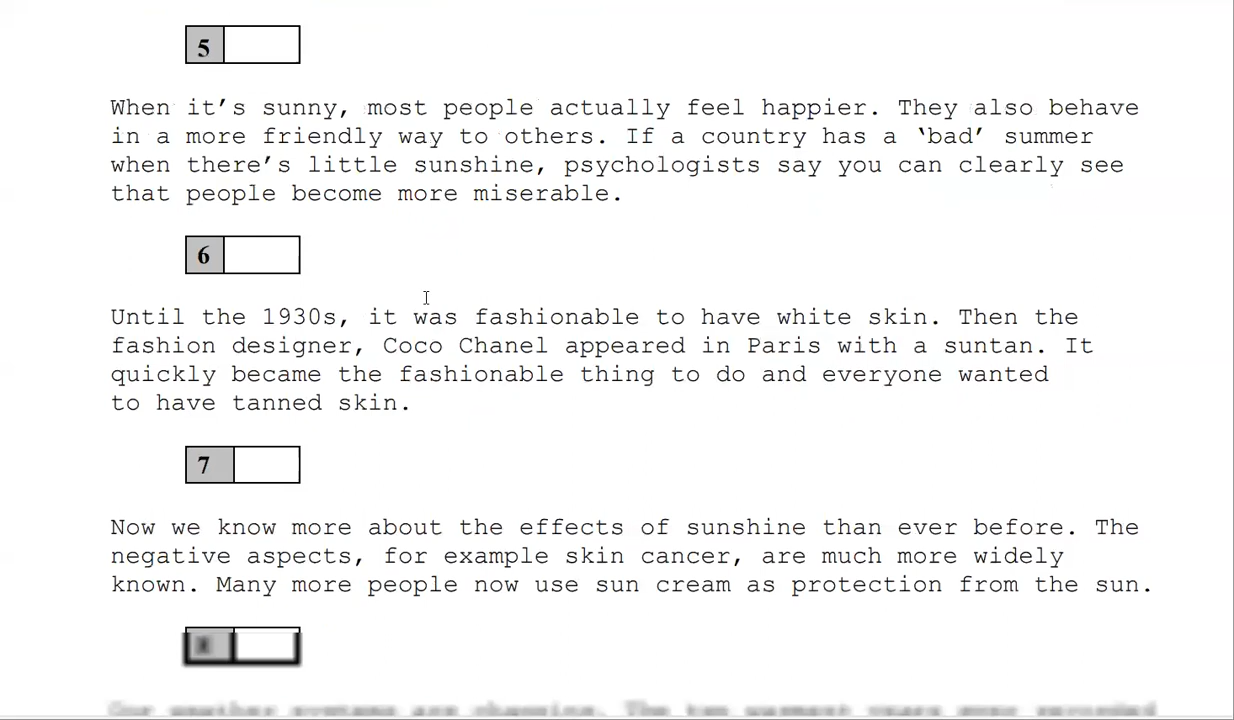 5
When it's sunny, most people actually feel happier. They also behave
in a more friendly way to others. If a country has a ‘bad’ summer
when there's little sunshine, psychologists say you can clearly see
that people become more miserable.
6
Until the 1930s, it was fashionable to have white skin. Then the
fashion designer, Coco Chanel appeared in Paris with a suntan. It
quickly became the fashionable thing to do and everyone wanted
to have tanned skin.
7
Now we know more about the effects of sunshine than ever before. The
negative aspects, for example skin cancer, are much more widely
known. Many more people now use sun cream as protection from the sun.